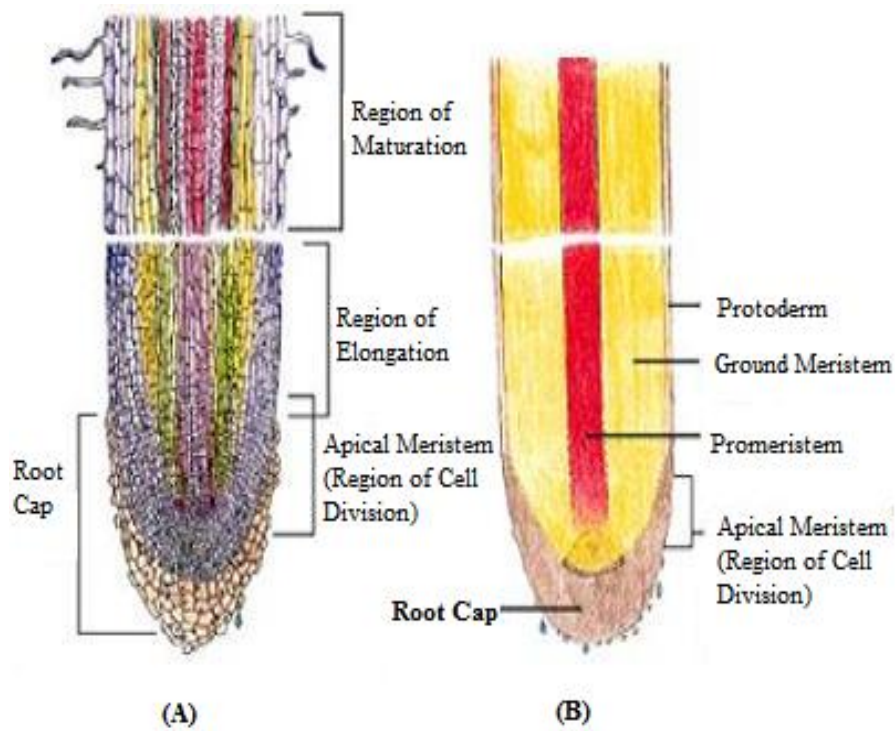 Region of
Maturation
Region of
Elongation
Root
Cap
Apical Meristem
(Region of Cell
Division)
(A)
Protoderm
Ground Meristem
Promeristem
Apical Meristem
(Region of Cell
Division)
Root Cap
(B)